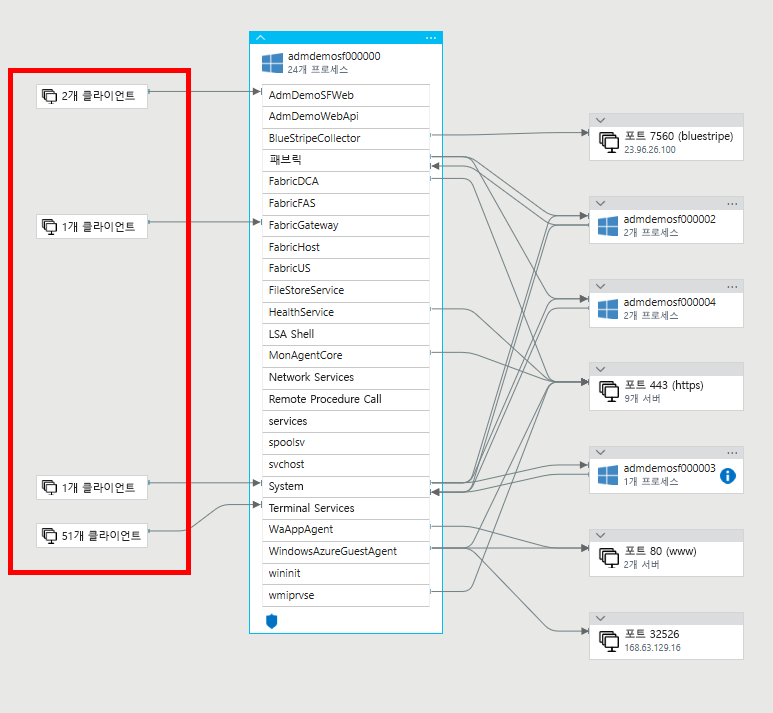 2개 클라이언트
1개 클라이언트
1개 클라이언트
51개 클라이언트
admdemosf000000
24개 프로세스
AdmDemoSFWeb
AdmDemoWebApi
BlueStripeCollector
패브릭
FabricDCA
FabricFAS
FabricGateway
FabricHost
FabricUS
FileStoreService
HealthService
LSA Shell
MonAgentCore
Network Services
Remote Procedure Call
services
spoolsv
svchost
System
Terminal Services
WaAppAgent
WindowsAzureGuestAgent
wininit
wmiprvse
포트 7560 (bluestripe)
23.96.26.100
admdemosf000002
2개 프로세스
admdemosf000004
2개 프로세스
포트 443 (https)
9개 서버
admdemosf000003
1개 프로세스
포트 80 (www)
2개 서버
포트 32526
168.63.129.16